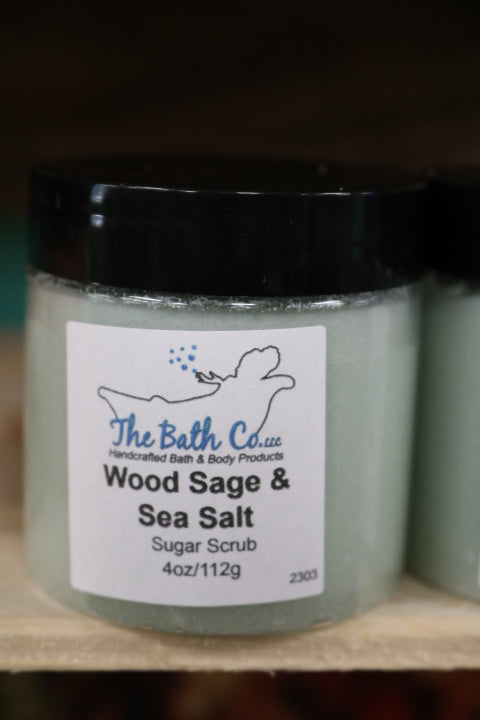 The Bath Co.LLC
Handcrafted Bath & Body Products
Wood Sage &
Sea Salt
Sugar Scrub
4oz/112g
2303